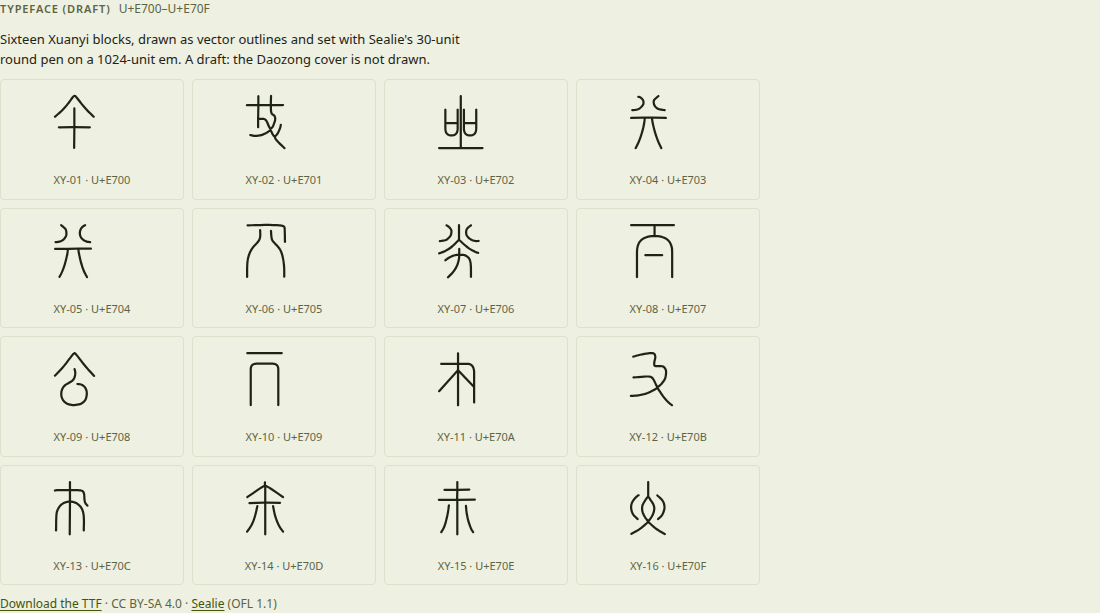 TYPEFACE (DRAFT) U+E700–U+E70F
Sixteen Xuanyi blocks, drawn as vector outlines and set with Sealie's 30-unit
round pen on a 1024-unit em. A draft: the Daozong cover is not drawn.
XY-01 · U+E700
XY-02 · U+E701
XY-03 · U+E702
XY-04 · U+E703
XY-05 · U+E704
XY-06 · U+E705
XY-07 · U+E706
XY-08 · U+E707
XY-09 · U+E708
XY-10 · U+E709
XY-11 · U+E70A
XY-12 · U+E70B
XY-13 · U+E70C
XY-14 · U+E70D
XY-15 · U+E70E
XY-16 · U+E70F
Download the TTF · CC BY-SA 4.0 · Sealie (OFL 1.1)